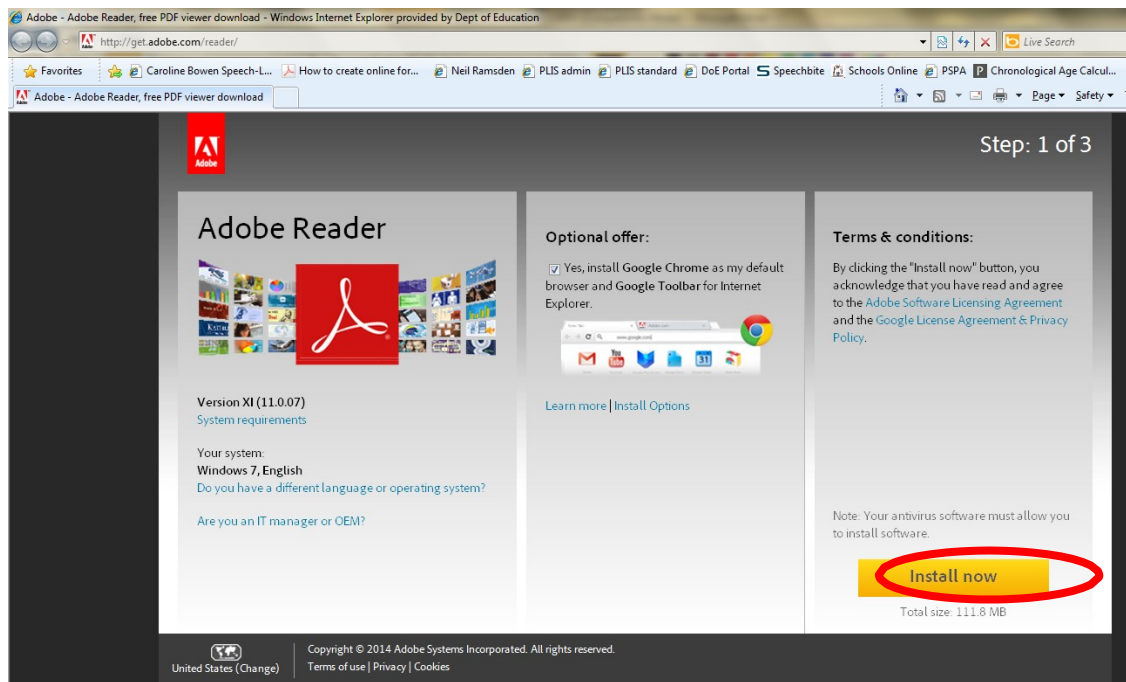 Adobe - Adobe Reader, free PDF viewer download - Windows Internet Explorer provided by Dept of Education
http://get.adobe.com/reader/
Live Search
Favorites
Caroline Bowen Speech-L...
How to create online for...
Neil Ramsden
PLIS admin
PLIS standard
DoE Portal
Speechbite
Schools Online
PSPA
Chronological Age Calcul...
Adobe - Adobe Reader, free PDF viewer download
Page
Safety
Adobe
Step: 1 of 3
Adobe Reader
Version XI (11.0.07)
System requirements
Your system:
Windows 7, English
Do you have a different language or operating system?
Are you an IT manager or OEM?
Optional offer:
Yes, install Google Chrome as my default
browser and Google Toolbar for Internet
Explorer.
www.google.com
You
Tube
31
Learn more | Install Options
Terms & conditions:
By clicking the "Install now" button, you
acknowledge that you have read and agree
to the Adobe Software Licensing Agreement
and the Google License Agreement & Privacy
Policy.
Note: Your antivirus software must allow you
to install software.
Install now
Total size: 111.8 MB
United States (Change)
Copyright © 2014 Adobe Systems Incorporated. All rights reserved.
Terms of use | Privacy | Cookies